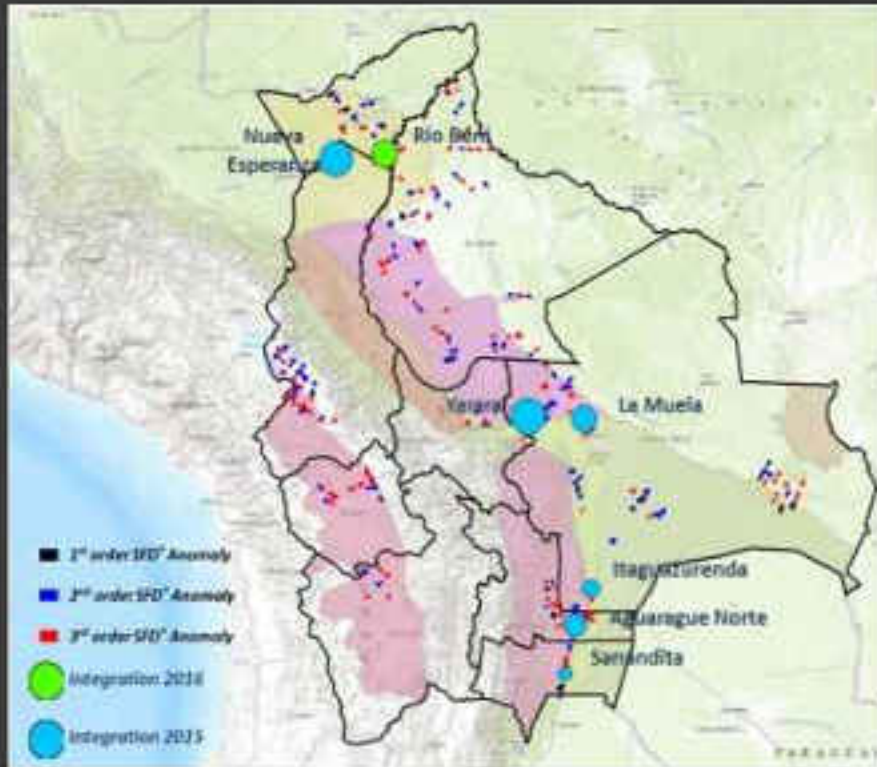 Nueva
Esperanza
Rio Beni
Yarara
La Muela
Itaguazurenda
Aguarague Norte
Sanandita
1st order SFD® Anomaly
2nd order SFD® Anomaly
3rd order SFD® Anomaly
Integration 2016
Integration 2015